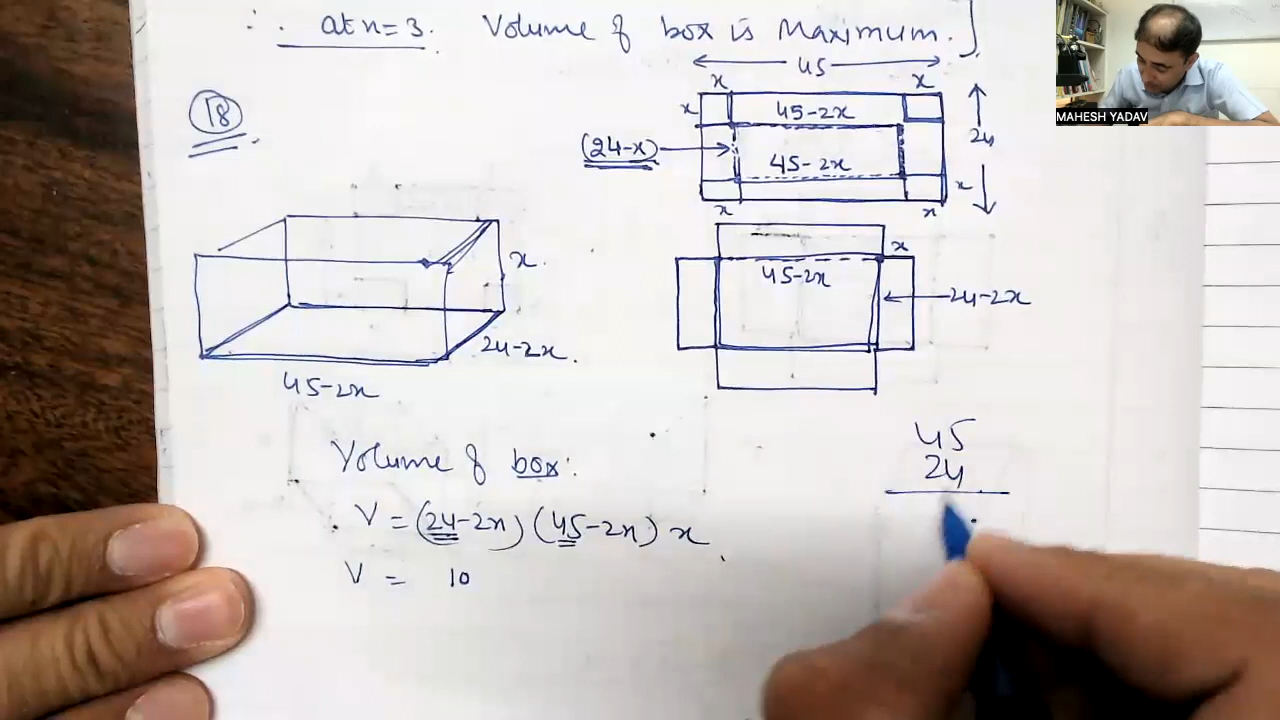 ∴ at x=3. Volume of box is Maximum.
MAHESH YADAV
18
45
x x
x 45-2x
24
(24-x)
45-2x
x
x x
x
45-2x
24-2x
x
24-2x
45-2x
Volume of box:
V = (24-2x)(45-2x) x
V = 10
45
24